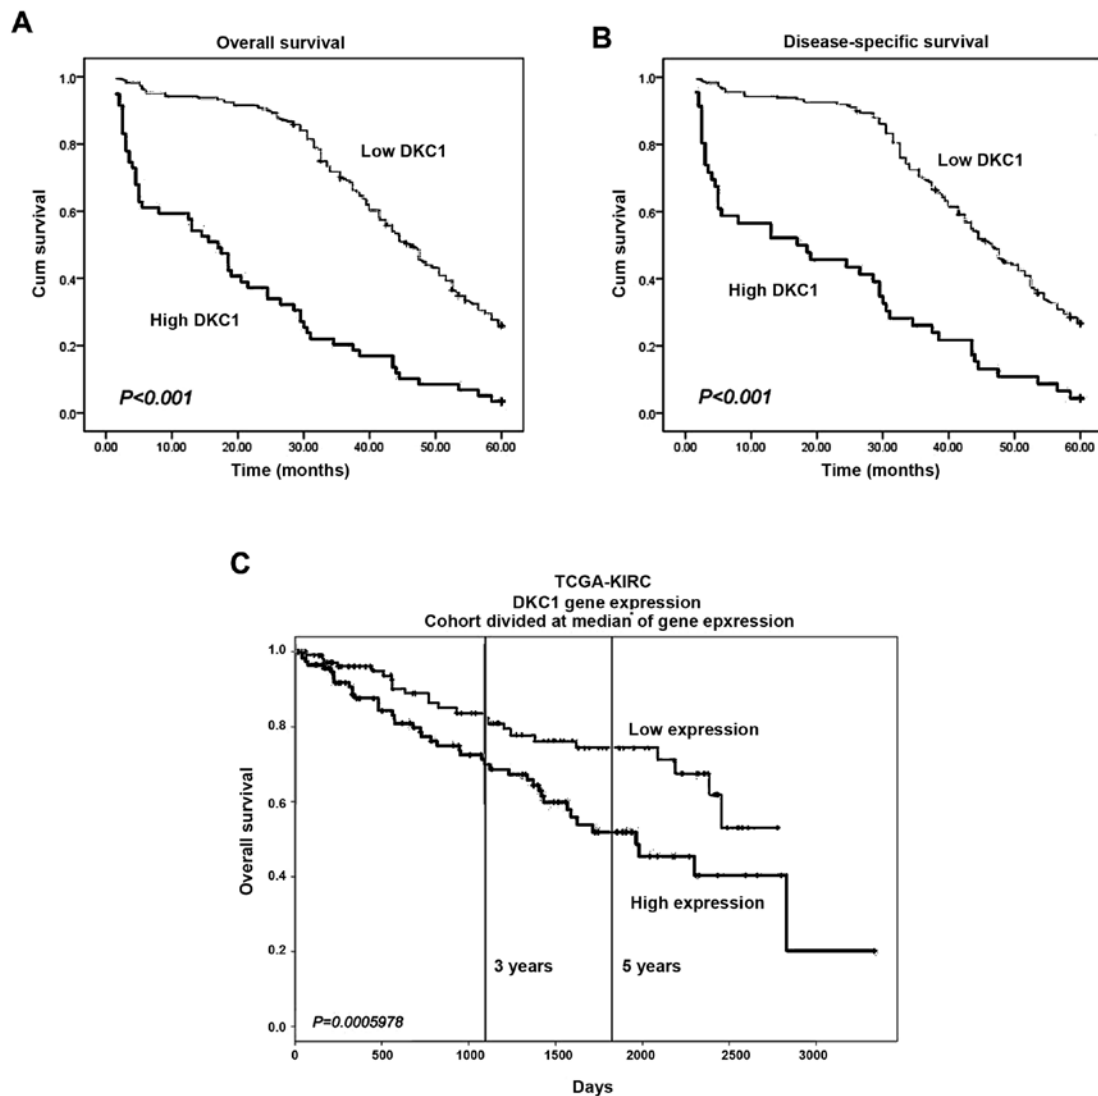 A
Overall survival
Cum survival
1.0
0.8
0.6
0.4
0.2
0.0
Low DKC1
High DKC1
P<0.001
0.00 10.00 20.00 30.00 40.00 50.00 60.00
Time (months)
B
Disease-specific survival
Cum survival
1.0
0.8
0.6
0.4
0.2
0.0
Low DKC1
High DKC1
P<0.001
0.00 10.00 20.00 30.00 40.00 50.00 60.00
Time (months)
C
TCGA-KIRC
DKC1 gene expression
Cohort divided at median of gene epxression
Overall survival
1.0
0.8
0.6
0.4
0.2
0.0
Low expression
High expression
3 years
5 years
P=0.0005978
0 500 1000 1500 2000 2500 3000
Days